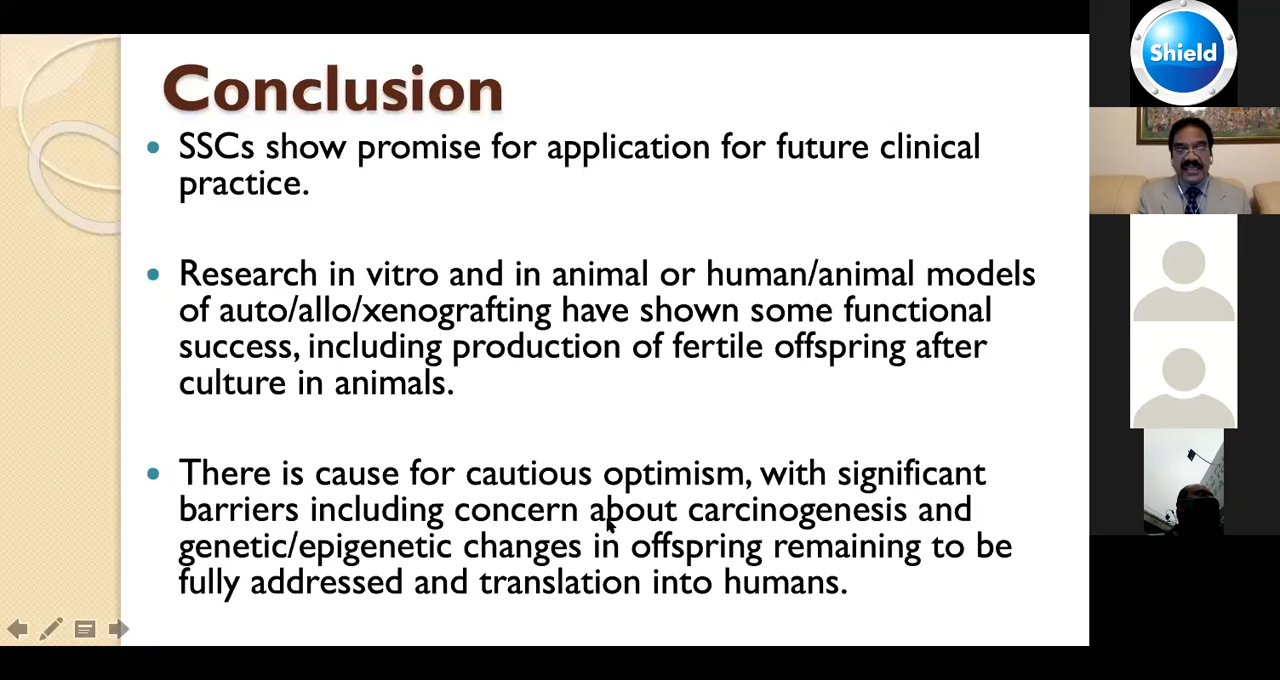 Conclusion
SSCs show promise for application for future clinical
practice.
Research in vitro and in animal or human/animal models
of auto/allo/xenografting have shown some functional
success, including production of fertile offspring after
culture in animals.
There is cause for cautious optimism, with significant
barriers including concern about carcinogenesis and
genetic/epigenetic changes in offspring remaining to be
fully addressed and translation into humans.
Shield